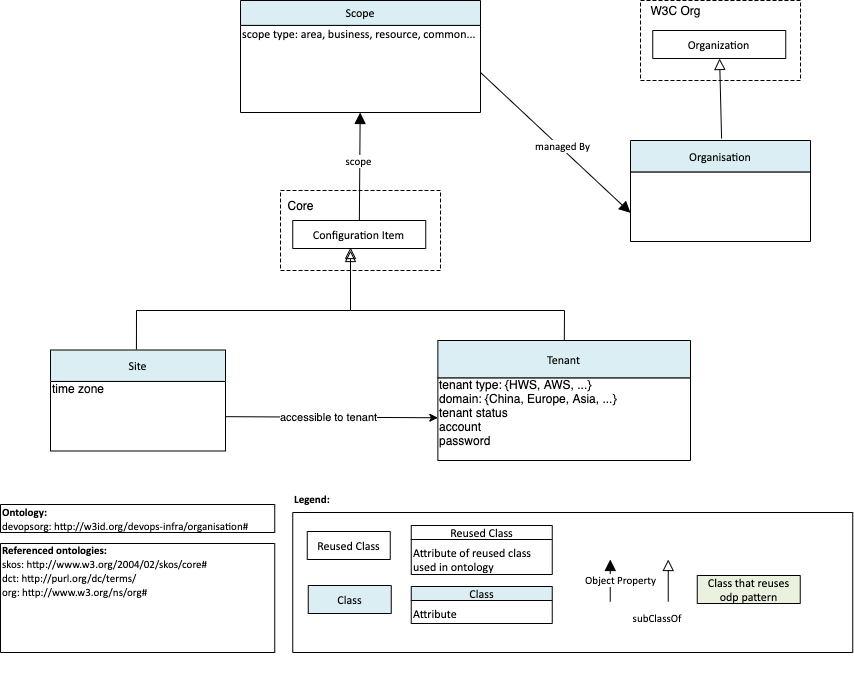 Scope
scope type: area, business, resource, common...
W3C Org
Organization
managed By
Organisation
scope
Core
Configuration Item
Site
time zone
accessible to tenant
Tenant
tenant type: {HWS, AWS, ...}
domain: {China, Europe, Asia, ...}
tenant status
account
password
Ontology:
devopsorg: http://w3id.org/devops-infra/organisation#
Referenced ontologies:
skos: http://www.w3.org/2004/02/skos/core#
dct: http://purl.org/dc/terms/
org: http://www.w3.org/ns/org#
Legend:
Reused Class
Reused Class
Attribute of reused class
used in ontology
Class
Class
Attribute
Object Property
subClassOf
Class that reuses
odp pattern